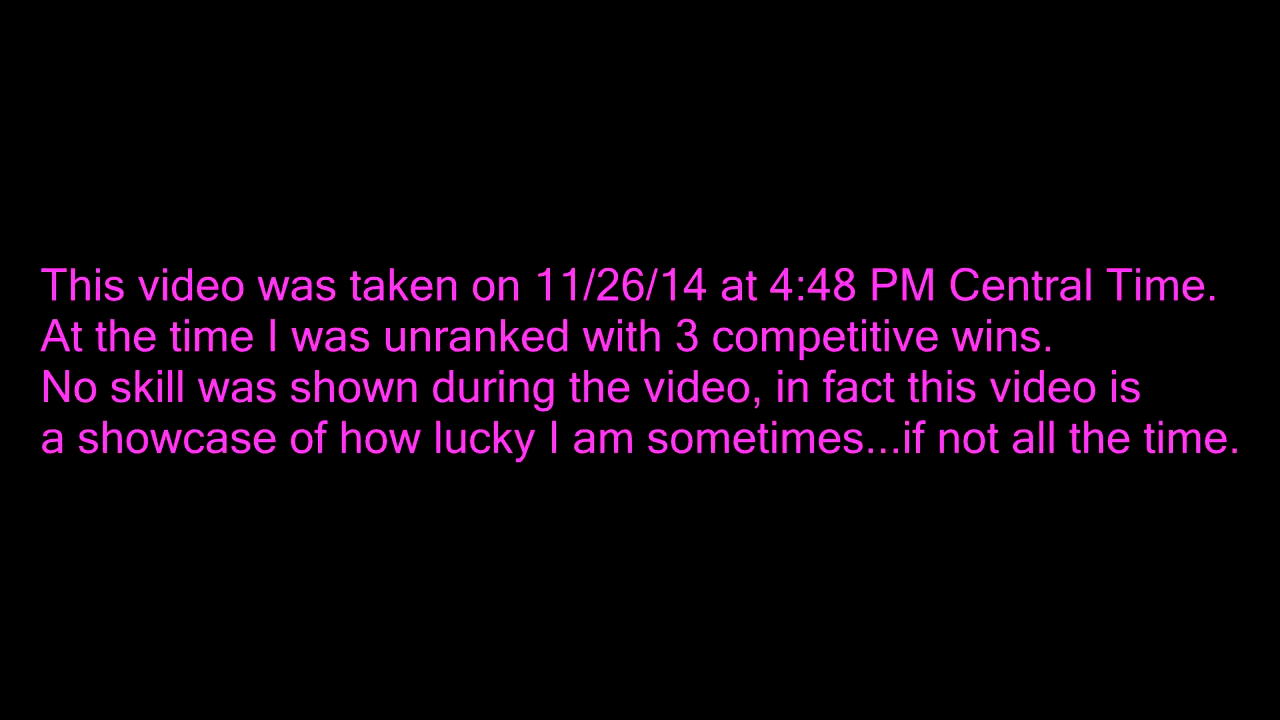 This video was taken on 11/26/14 at 4:48 PM Central Time.
At the time I was unranked with 3 competitive wins.
No skill was shown during the video, in fact this video is
a showcase of how lucky I am sometimes...if not all the time.